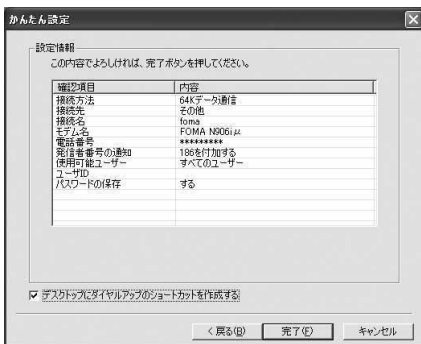 かんたん設定
設定情報
この内容でよろしければ、完了ボタンを押してください。
確認項目 内容
接続方法 64Kデータ通信
接続先 その他
接続名 foma
モデム名 FOMA N906iμ
電話番号 *********
発信者番号の通知 186を付加する
使用可能ユーザー すべてのユーザー
ユーザID
パスワードの保存 する
デスクトップにダイヤルアップのショートカットを作成する
< 戻る(B) 完了(F) キャンセル